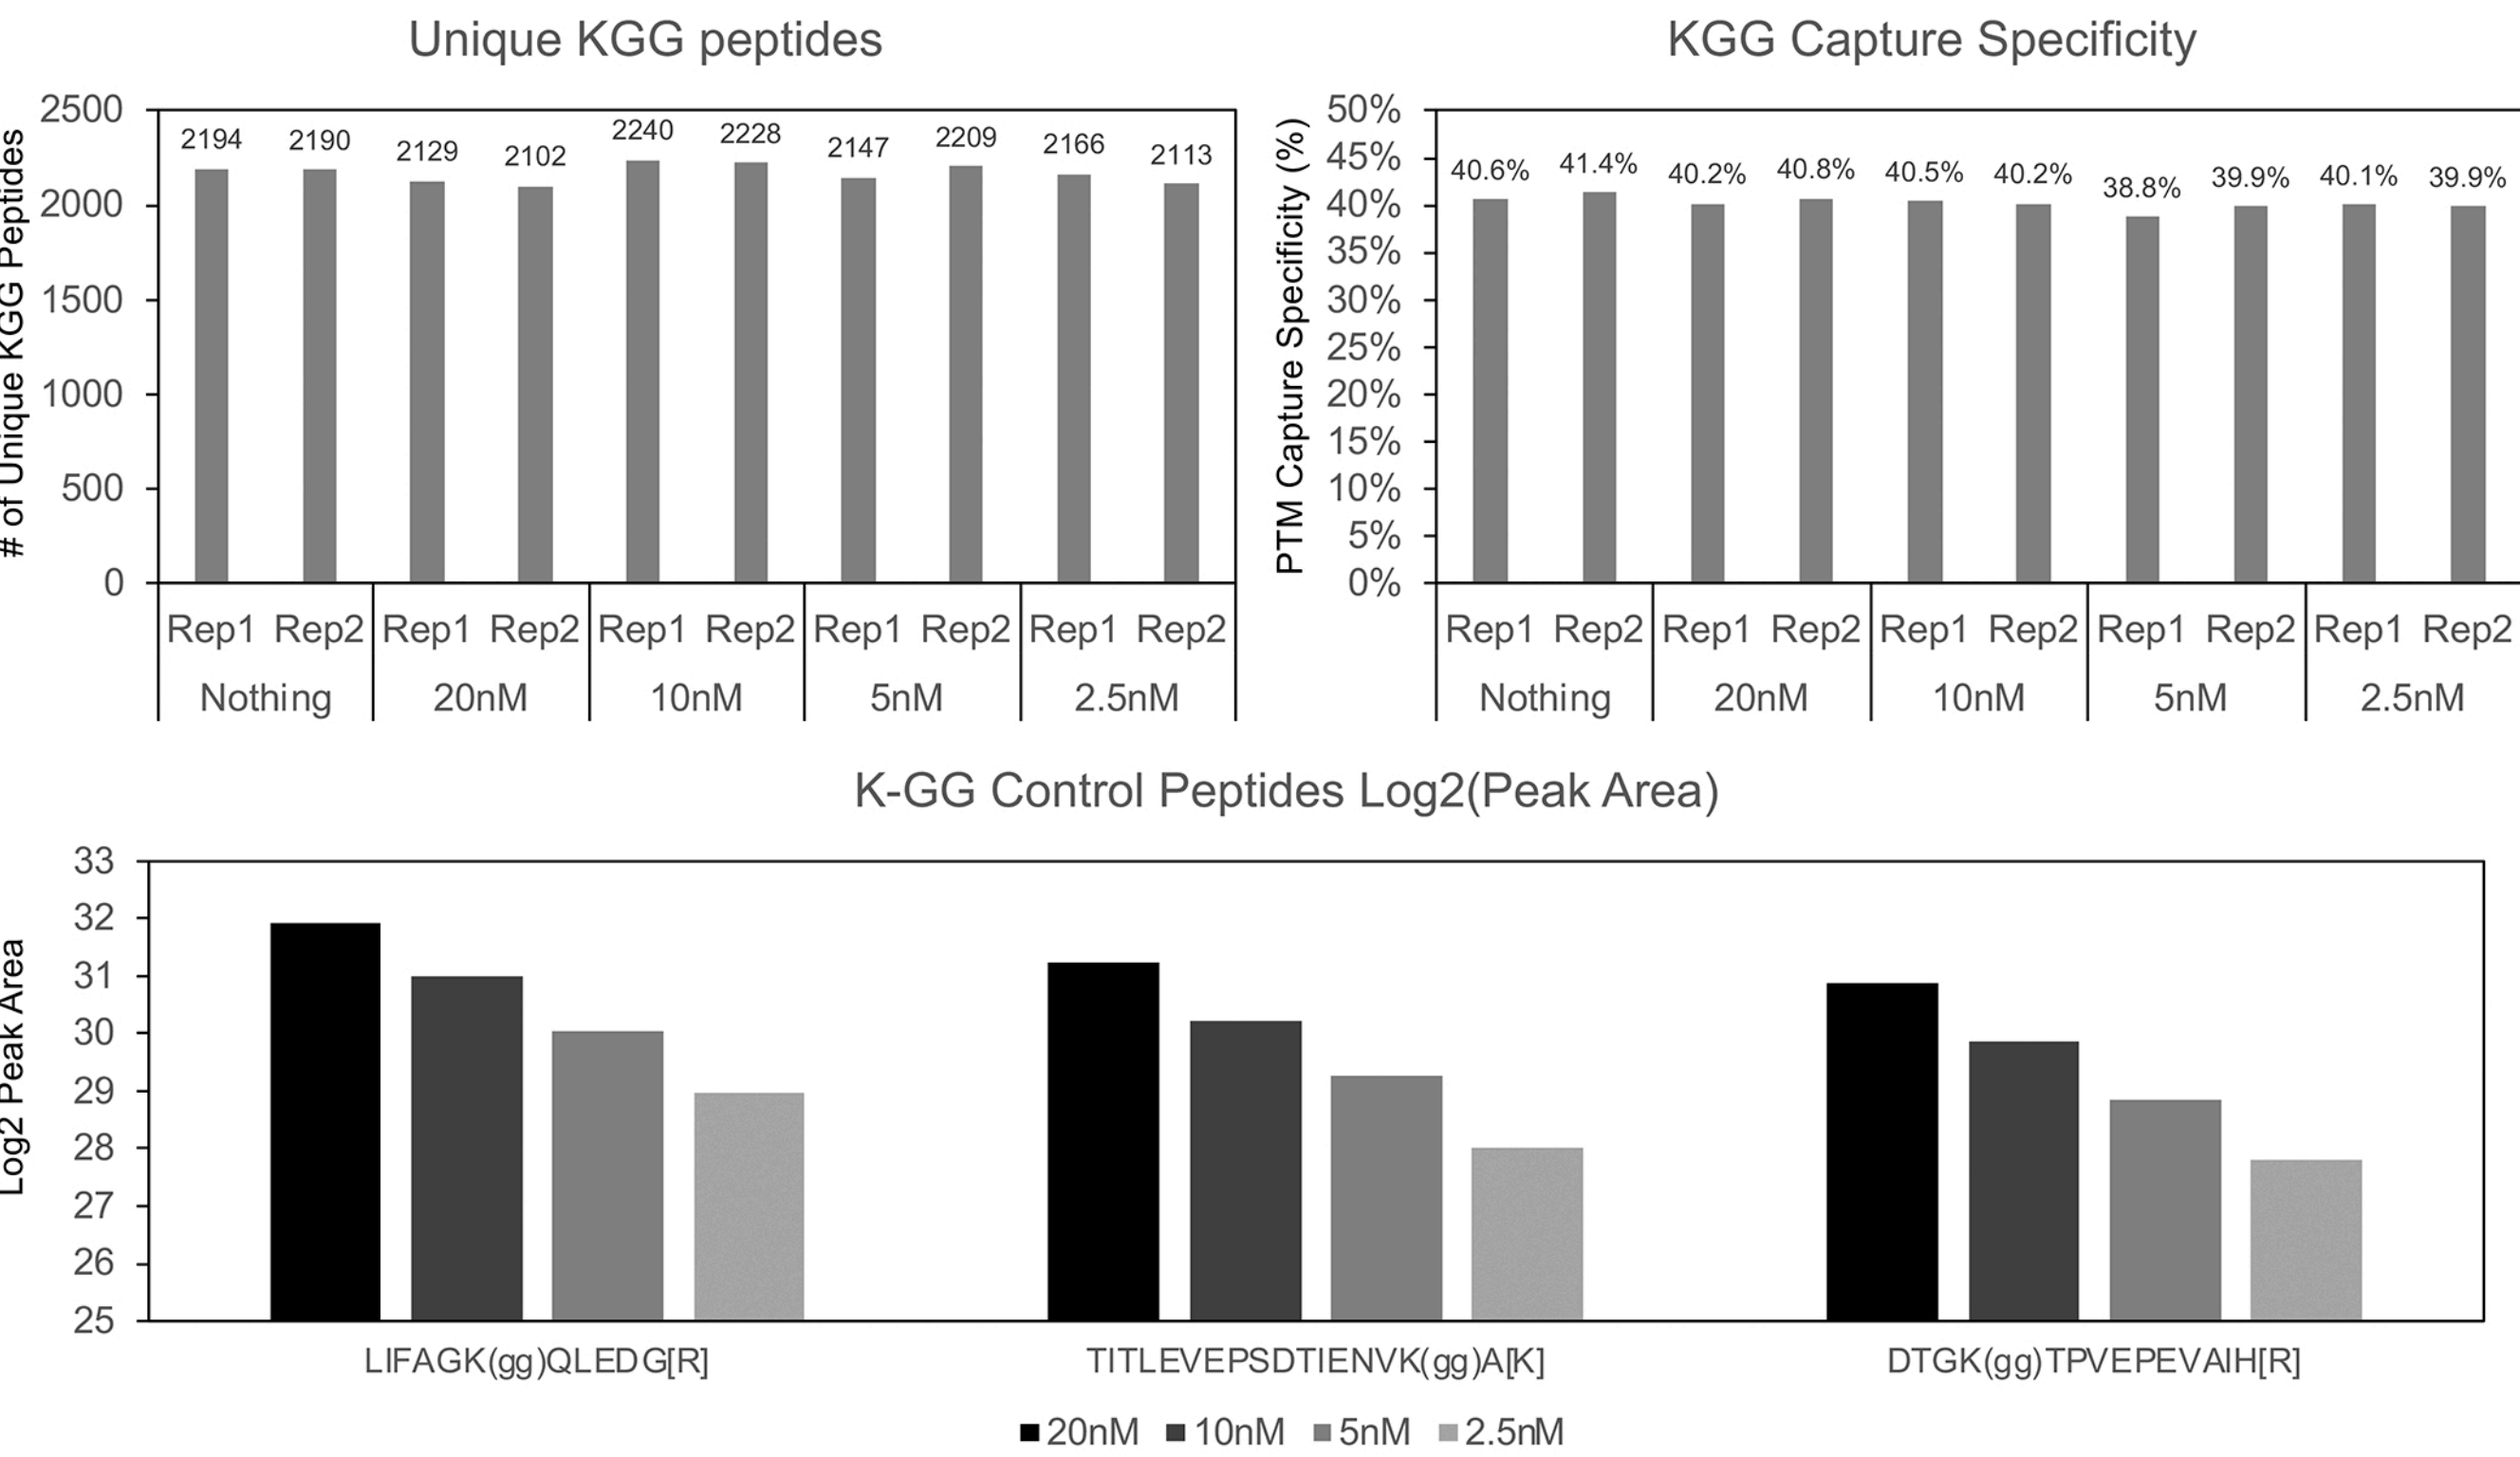 Unique KGG peptides
# of Unique KGG Peptides
2500
2000
1500
1000
500
0
2194 2190 2129 2102 2240 2228 2147 2209 2166 2113
Rep1 Rep2 Rep1 Rep2 Rep1 Rep2 Rep1 Rep2 Rep1 Rep2
Nothing 20nM 10nM 5nM 2.5nM
KGG Capture Specificity
PTM Capture Specificity (%)
50%
45%
40%
35%
30%
25%
20%
15%
10%
5%
0%
40.6% 41.4% 40.2% 40.8% 40.5% 40.2% 38.8% 39.9% 40.1% 39.9%
Rep1 Rep2 Rep1 Rep2 Rep1 Rep2 Rep1 Rep2 Rep1 Rep2
Nothing 20nM 10nM 5nM 2.5nM
K-GG Control Peptides Log2(Peak Area)
Log2 Peak Area
33
32
31
30
29
28
27
26
25
LIFAGK(gg)QLEDG[R] TITLEVEPSDTIENVK(gg)A[K] DTGK(gg)TPVEPEVAIH[R]
20nM 10nM 5nM 2.5nM